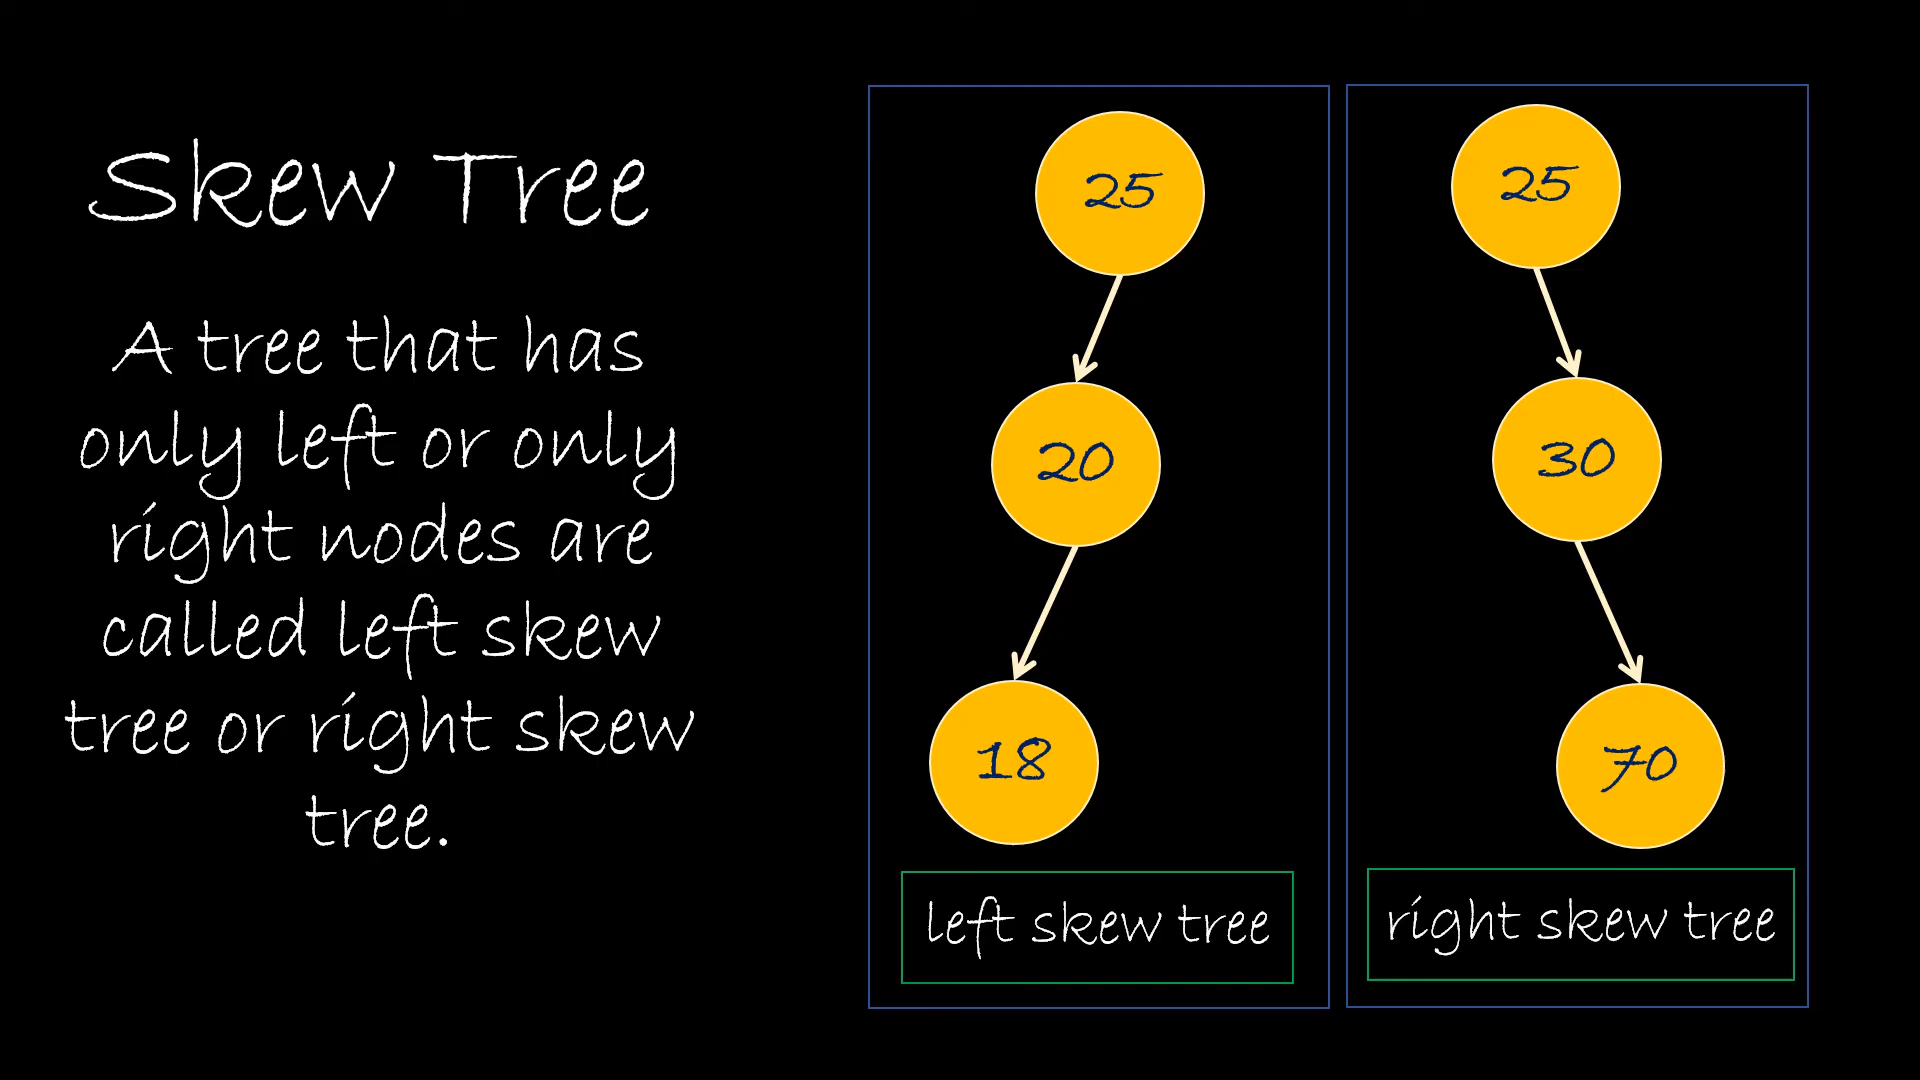 Skew Tree
A tree that has
only left or only
right nodes are
called left skew
tree or right skew
tree.
25
20
18
left skew tree
25
30
70
right skew tree